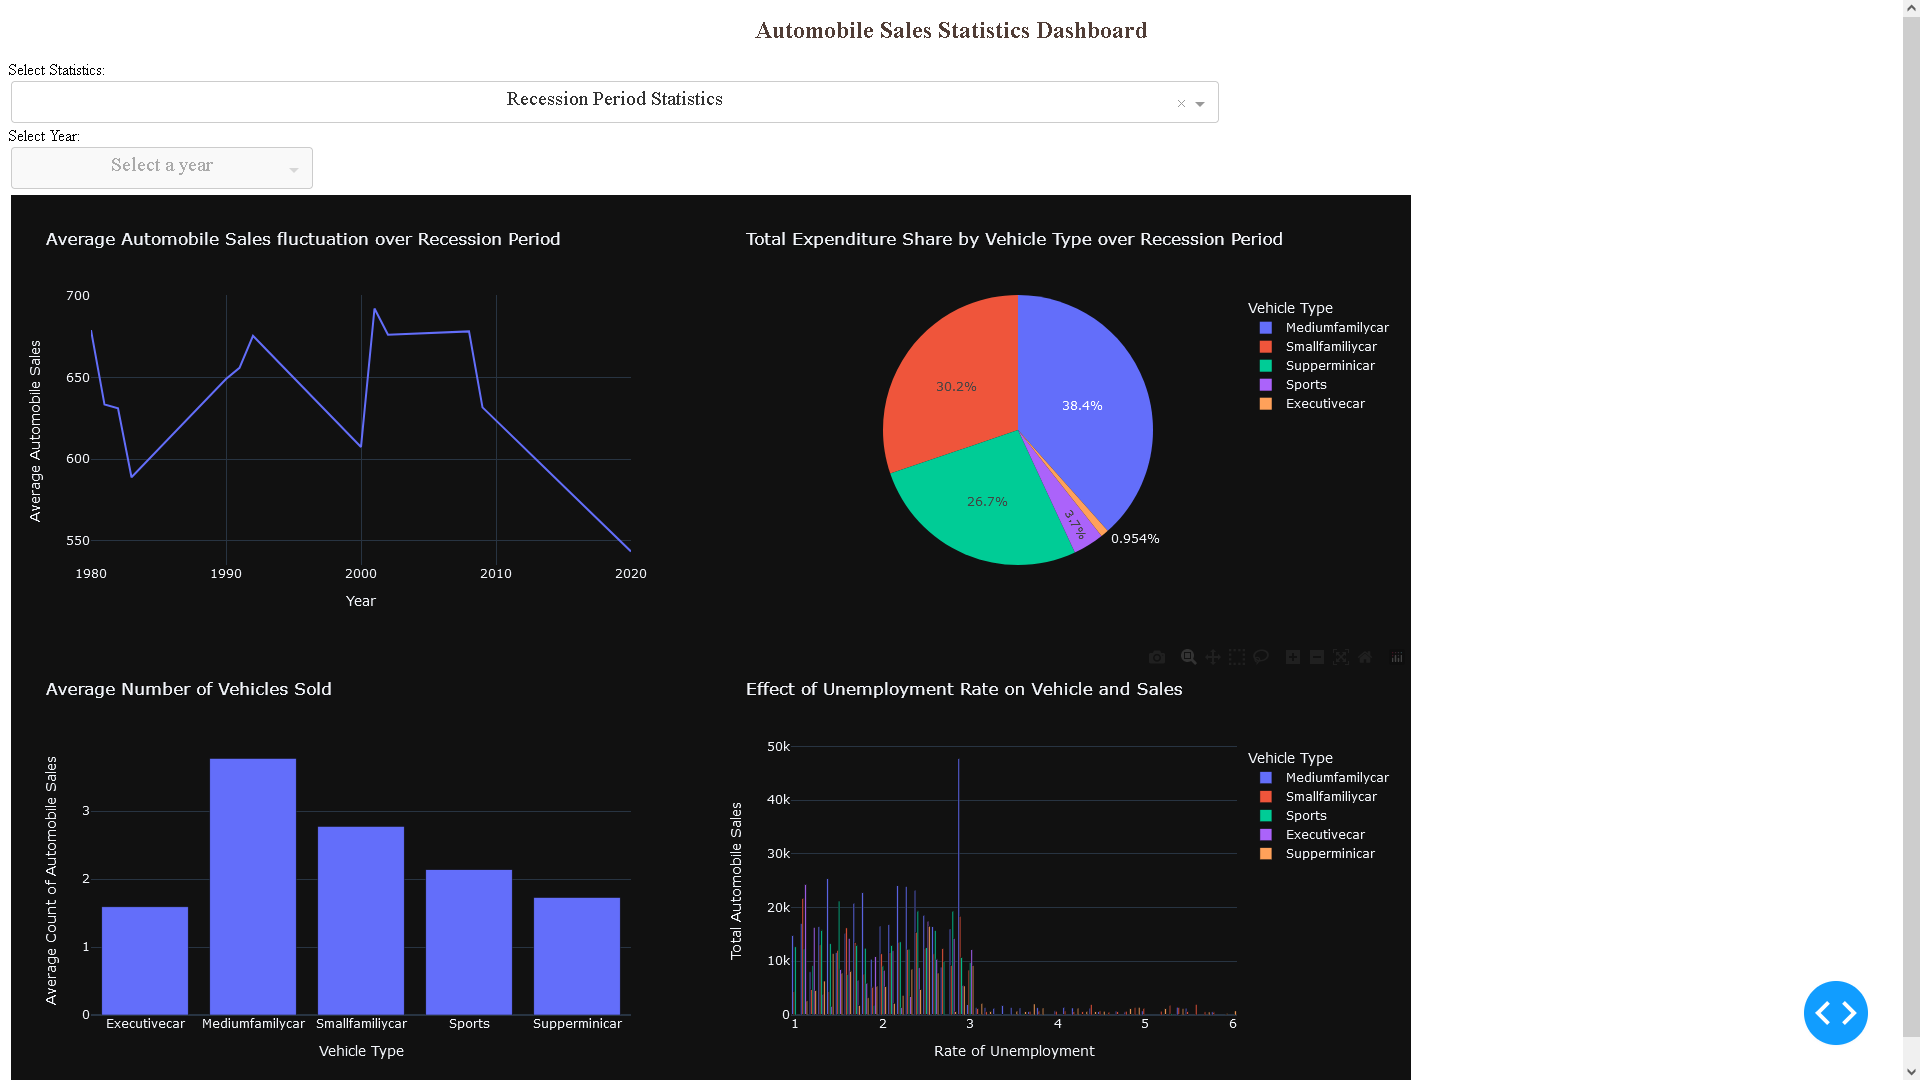 Automobile Sales Statistics Dashboard
Select Statistics:
Recession Period Statistics
×
Select Year:
Select a year
Average Automobile Sales fluctuation over Recession Period
Average Automobile Sales
700
650
600
550
1980 1990 2000 2010 2020
Year
Total Expenditure Share by Vehicle Type over Recession Period
30.2%
38.4%
26.7%
3.7%
0.954%
Vehicle Type
Mediumfamilycar
Smallfamiliycar
Supperminicar
Sports
Executivecar
Average Number of Vehicles Sold
Average Count of Automobile Sales
3
2
1
0
Executivecar Mediumfamilycar Smallfamiliycar Sports Supperminicar
Vehicle Type
Effect of Unemployment Rate on Vehicle and Sales
Total Automobile Sales
50k
40k
30k
20k
10k
0
1 2 3 4 5 6
Rate of Unemployment
Vehicle Type
Mediumfamilycar
Smallfamiliycar
Sports
Executivecar
Supperminicar